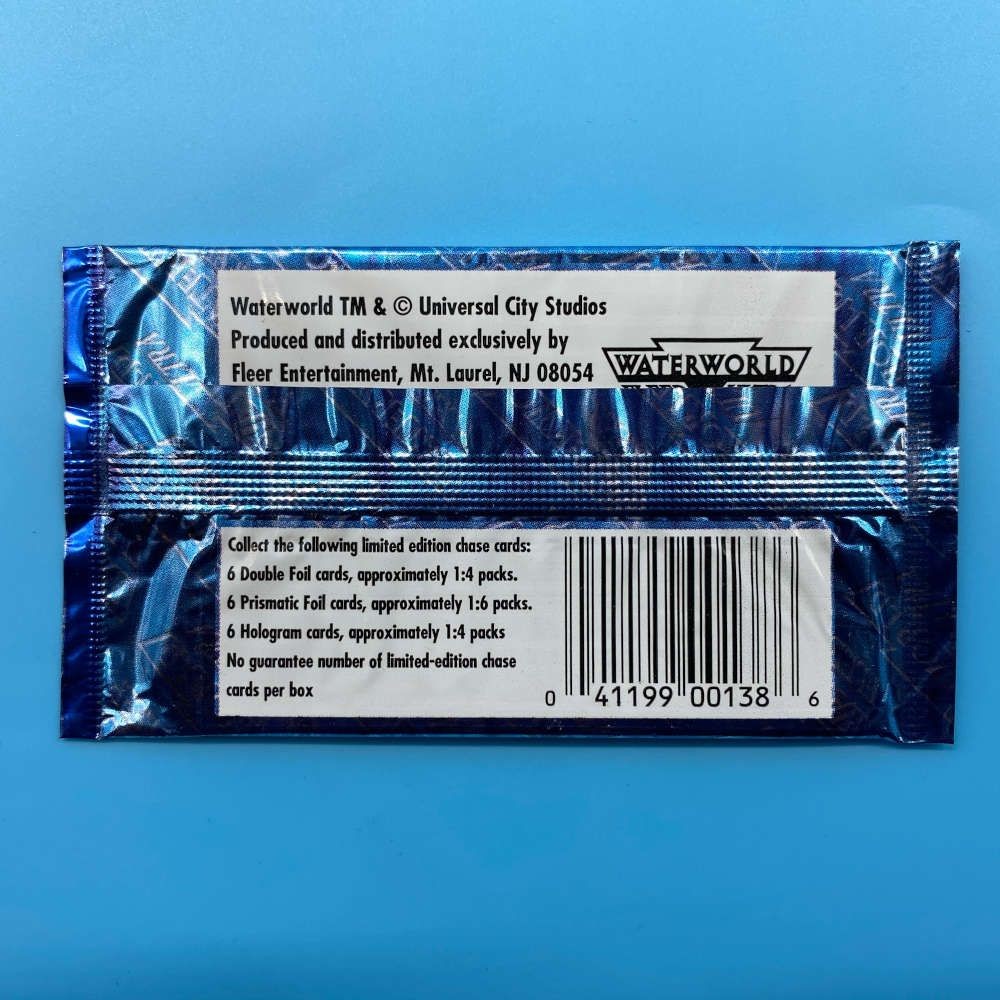 Waterworld TM & © Universal City Studios
Produced and distributed exclusively by
Fleer Entertainment, Mt. Laurel, NJ 08054
WATERWORLD
Collect the following limited edition chase cards:
6 Double Foil cards, approximately 1:4 packs.
6 Prismatic Foil cards, approximately 1:6 packs.
6 Hologram cards, approximately 1:4 packs
No guarantee number of limited-edition chase
cards per box
0 41199 00138 6